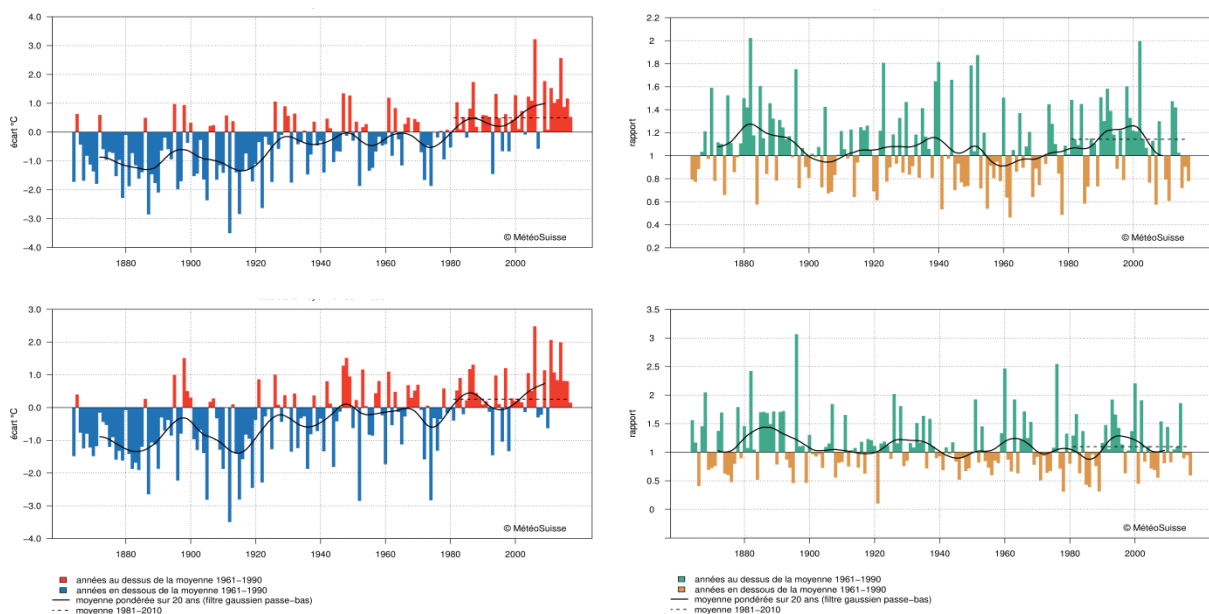 4.0
3.0
2.0
1.0
0.0
−1.0
−2.0
−3.0
−4.0
écart °C
1880 1900 1920 1940 1960 1980 2000
© MétéoSuisse
2.2
2
1.8
1.6
1.4
1.2
1
0.8
0.6
0.4
0.2
rapport
1880 1900 1920 1940 1960 1980 2000
© MétéoSuisse
3.0
2.0
1.0
0.0
−1.0
−2.0
−3.0
−4.0
écart °C
1880 1900 1920 1940 1960 1980 2000
© MétéoSuisse
années au dessus de la moyenne 1961−1990
années en dessous de la moyenne 1961−1990
moyenne pondérée sur 20 ans (filtre gaussien passe−bas)
moyenne 1981−2010
3.5
3
2.5
2
1.5
1
0.5
0
rapport
1880 1900 1920 1940 1960 1980 2000
© MétéoSuisse
années au dessus de la moyenne 1961−1990
années en dessous de la moyenne 1961−1990
moyenne pondérée sur 20 ans (filtre gaussien passe−bas)
moyenne 1981−2010